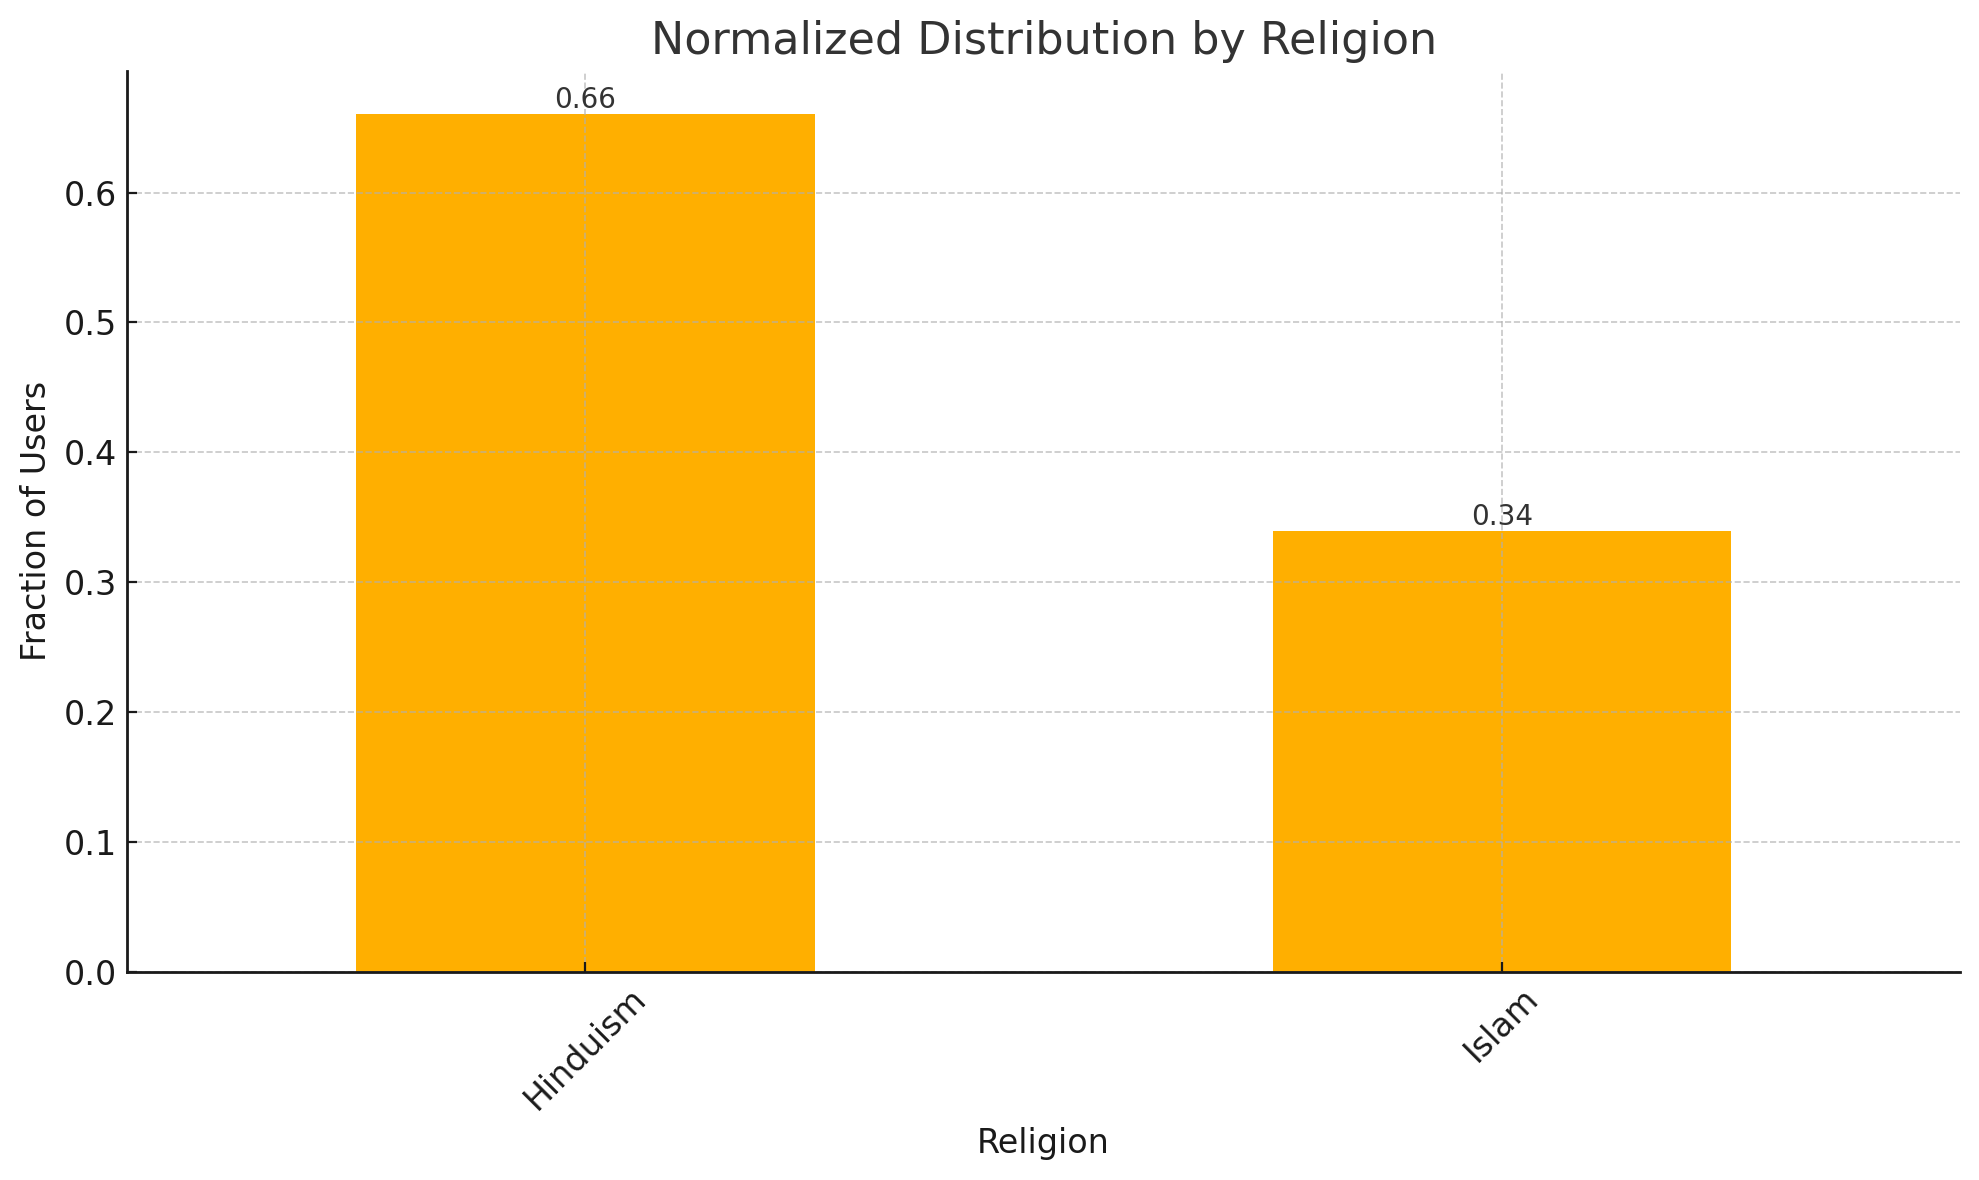 Normalized Distribution by Religion
0.66
0.34
0.6
0.5
0.4
0.3
0.2
0.1
0.0
Fraction of Users
Hinduism
Islam
Religion